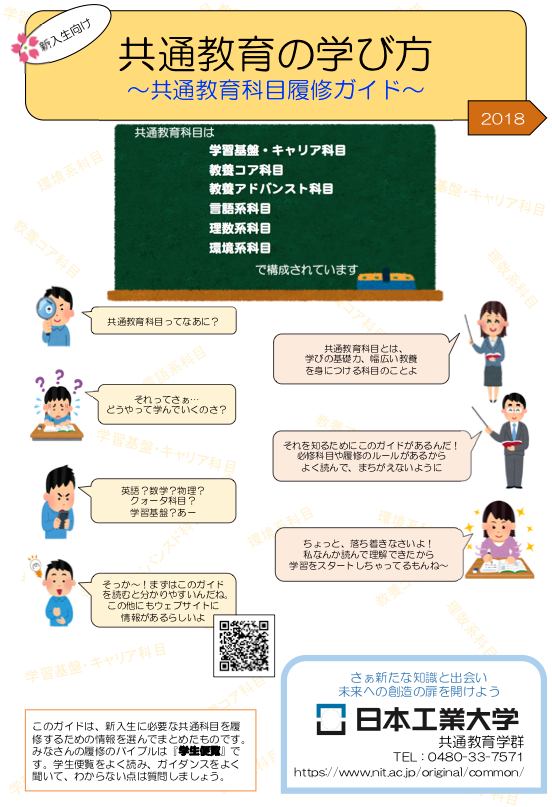 新入生向け
共通教育の学び方
～共通教育科目履修ガイド～
2018
共通教育科目は
学習基盤・キャリア科目
教養コア科目
教養アドバンスト科目
言語系科目
理数系科目
環境系科目
で構成されています
共通教育科目ってなあに？
共通教育科目とは、
学びの基礎力、幅広い教養
を身につける科目のことよ
それってさぁ…
どうやって学んでいくのさ？
それを知るためにこのガイドがあるんだ！
必修科目や履修のルールがあるから
よく読んで、まちがえないように
英語？数学？物理？
クォータ科目？
学習基盤？あー
ちょっと、落ち着きなさいよ！
私なんか読んで理解できたから
学習をスタートしちゃってるもんね～
そっか～！まずはこのガイド
を読むと分かりやすいんだね。
この他にもウェブサイトに
情報があるらしいよ
このガイドは、新入生に必要な共通科目を履
修するための情報を選んでまとめたものです。
みなさんの履修のバイブルは『学生便覧』で
す。学生便覧をよく読み、ガイダンスをよく
聞いて、わからない点は質問しましょう。
さぁ新たな知識と出会い
未来への創造の扉を開けよう
日本工業大学
共通教育学群
TEL：0480-33-7571
https://www.nit.ac.jp/original/common/
環境系科目
教養コア科目
基盤・キャリア科目
環境系科目
学習基盤・キャリア科目
環境系科目
学習基盤・キャリア科目